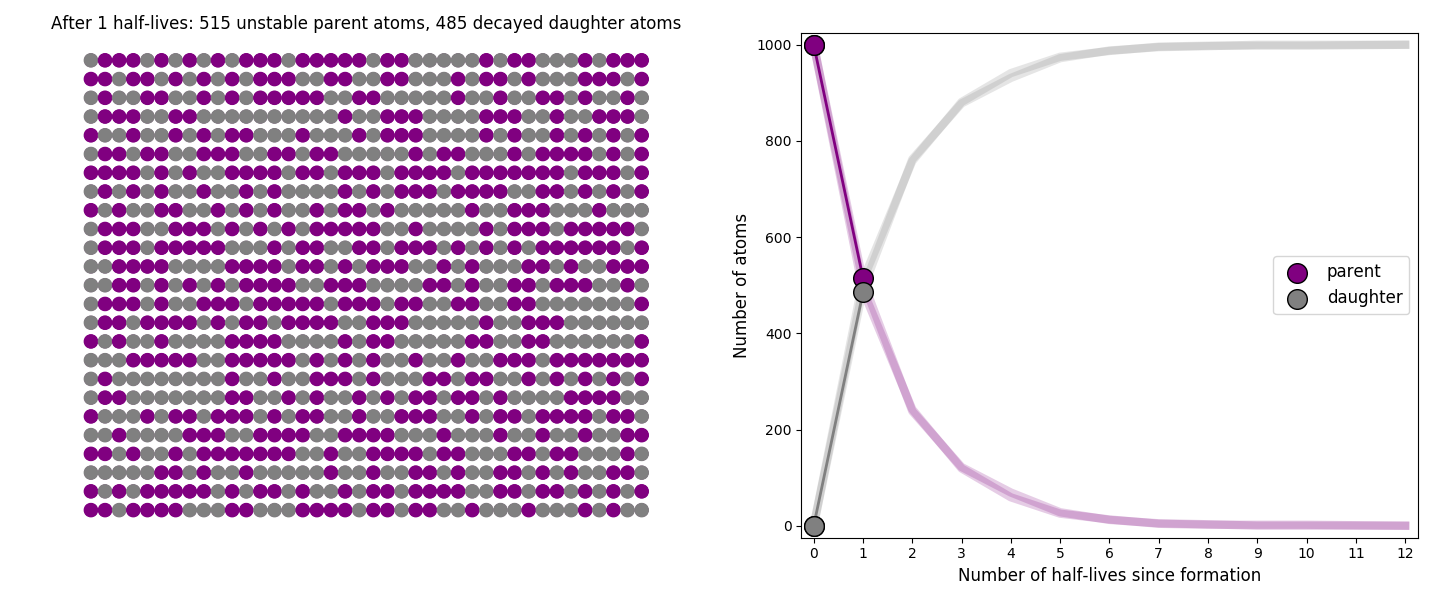 After 1 half-lives: 515 unstable parent atoms, 485 decayed daughter atoms
1000
800
600
400
200
0
Number of atoms
parent
daughter
0 1 2 3 4 5 6 7 8 9 10 11 12
Number of half-lives since formation